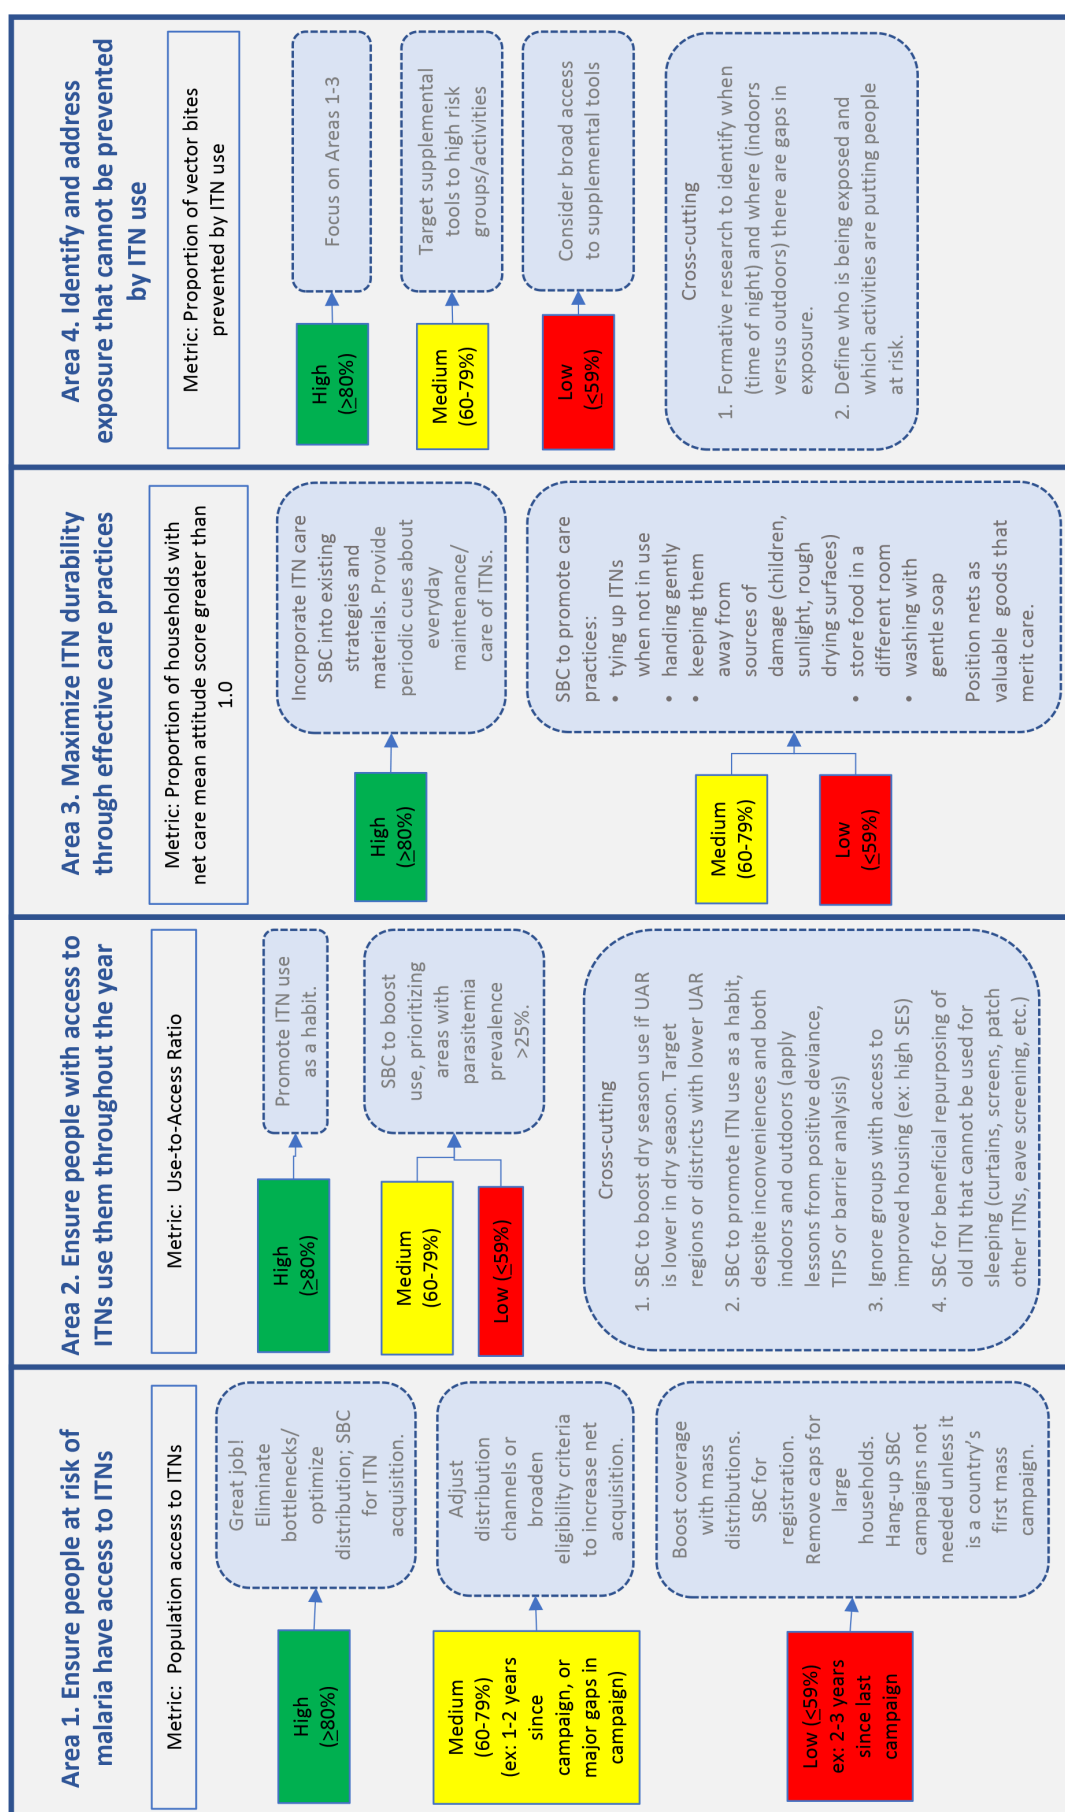 Area 1. Ensure people at risk of
malaria have access to ITNs
Metric:  Population access to ITNs
High
(≥80%)
Great job!
Eliminate
bottlenecks/
optimize
distribution; SBC
for ITN
acquisition.
Medium
(60-79%)
(ex: 1-2 years
since
campaign, or
major gaps in
campaign)
Adjust
distribution
channels or
broaden
eligibility criteria
to increase net
acquisition.
Low (≤59%)
ex: 2-3 years
since last
campaign
Boost coverage
with mass
distributions.
SBC for
registration.
Remove caps for
large
households.
Hang-up SBC
campaigns not
needed unless it
is a country's
first mass
campaign.
Area 2. Ensure people with access to
ITNs use them throughout the year
Metric:  Use-to-Access Ratio
High
(≥80%)
Promote ITN use
as a habit.
Medium
(60-79%)
Low (≤59%)
SBC to boost
use, prioritizing
areas with
parasitemia
prevalence
>25%.
Cross-cutting
1. SBC to boost dry season use if UAR
is lower in dry season. Target
regions or districts with lower UAR
2. SBC to promote ITN use as a habit,
despite inconveniences and both
indoors and outdoors (apply
lessons from positive deviance,
TIPS or barrier analysis)
3. Ignore groups with access to
improved housing (ex: high SES)
4. SBC for beneficial repurposing of
old ITN that cannot be used for
sleeping (curtains, screens, patch
other ITNs, eave screening, etc.)
Area 3. Maximize ITN durability
through effective care practices
Metric: Proportion of households with
net care mean attitude score greater than
1.0
High
(≥80%)
Incorporate ITN care
SBC into existing
strategies and
materials. Provide
periodic cues about
everyday
maintenance/
care of ITNs.
Medium
(60-79%)
Low
(≤59%)
SBC to promote care
practices:
• tying up ITNs
when not in use
• handing gently
• keeping them
away from
sources of
damage (children,
sunlight, rough
drying surfaces)
• store food in a
different room
• washing with
gentle soap
Position nets as
valuable goods that
merit care.
Area 4. Identify and address
exposure that cannot be prevented
by ITN use
Metric: Proportion of vector bites
prevented by ITN use
High
(≥80%)
Focus on Areas 1-3
Medium
(60-79%)
Target supplemental
tools to high risk
groups/activities
Low
(≤59%)
Consider broad access
to supplemental tools
Cross-cutting
1. Formative research to identify when
(time of night) and where (indoors
versus outdoors) there are gaps in
exposure.
2. Define who is being exposed and
which activities are putting people
at risk.